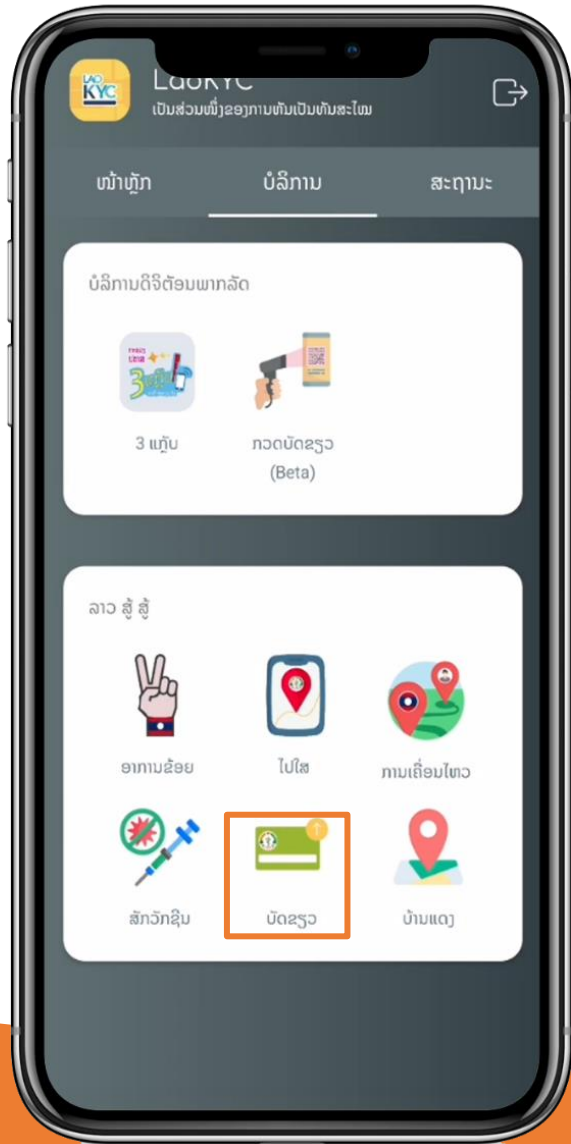 LAO
KYC
LaoKYC
ເປັນສ່ວນໜຶ່ງຂອງການຫັນເປັນທັນສະໄໝ
ໜ້າຫຼັກ
ບໍລິການ
ສະຖານະ
ບໍລິການດິຈິຕ້ອນພາກລັດ
3 ແກັບ
ກວດບັດຂຽວ
(Beta)
ລາວ ສູ້ ສູ້
ອາການຂ້ອຍ
ໄປໃສ
ການເຄື່ອນໄຫວ
ສັກວັກຊິນ
ບັດຂຽວ
ບ້ານແດງ